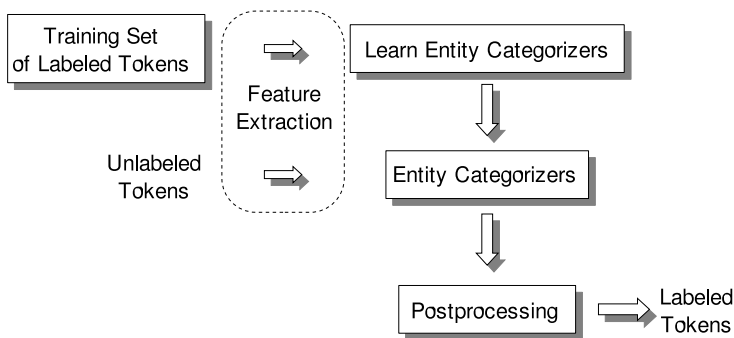 Training Set
of Labeled Tokens
Learn Entity Categorizers
Feature
Extraction
Unlabeled
Tokens
Entity Categorizers
Postprocessing
Labeled
Tokens